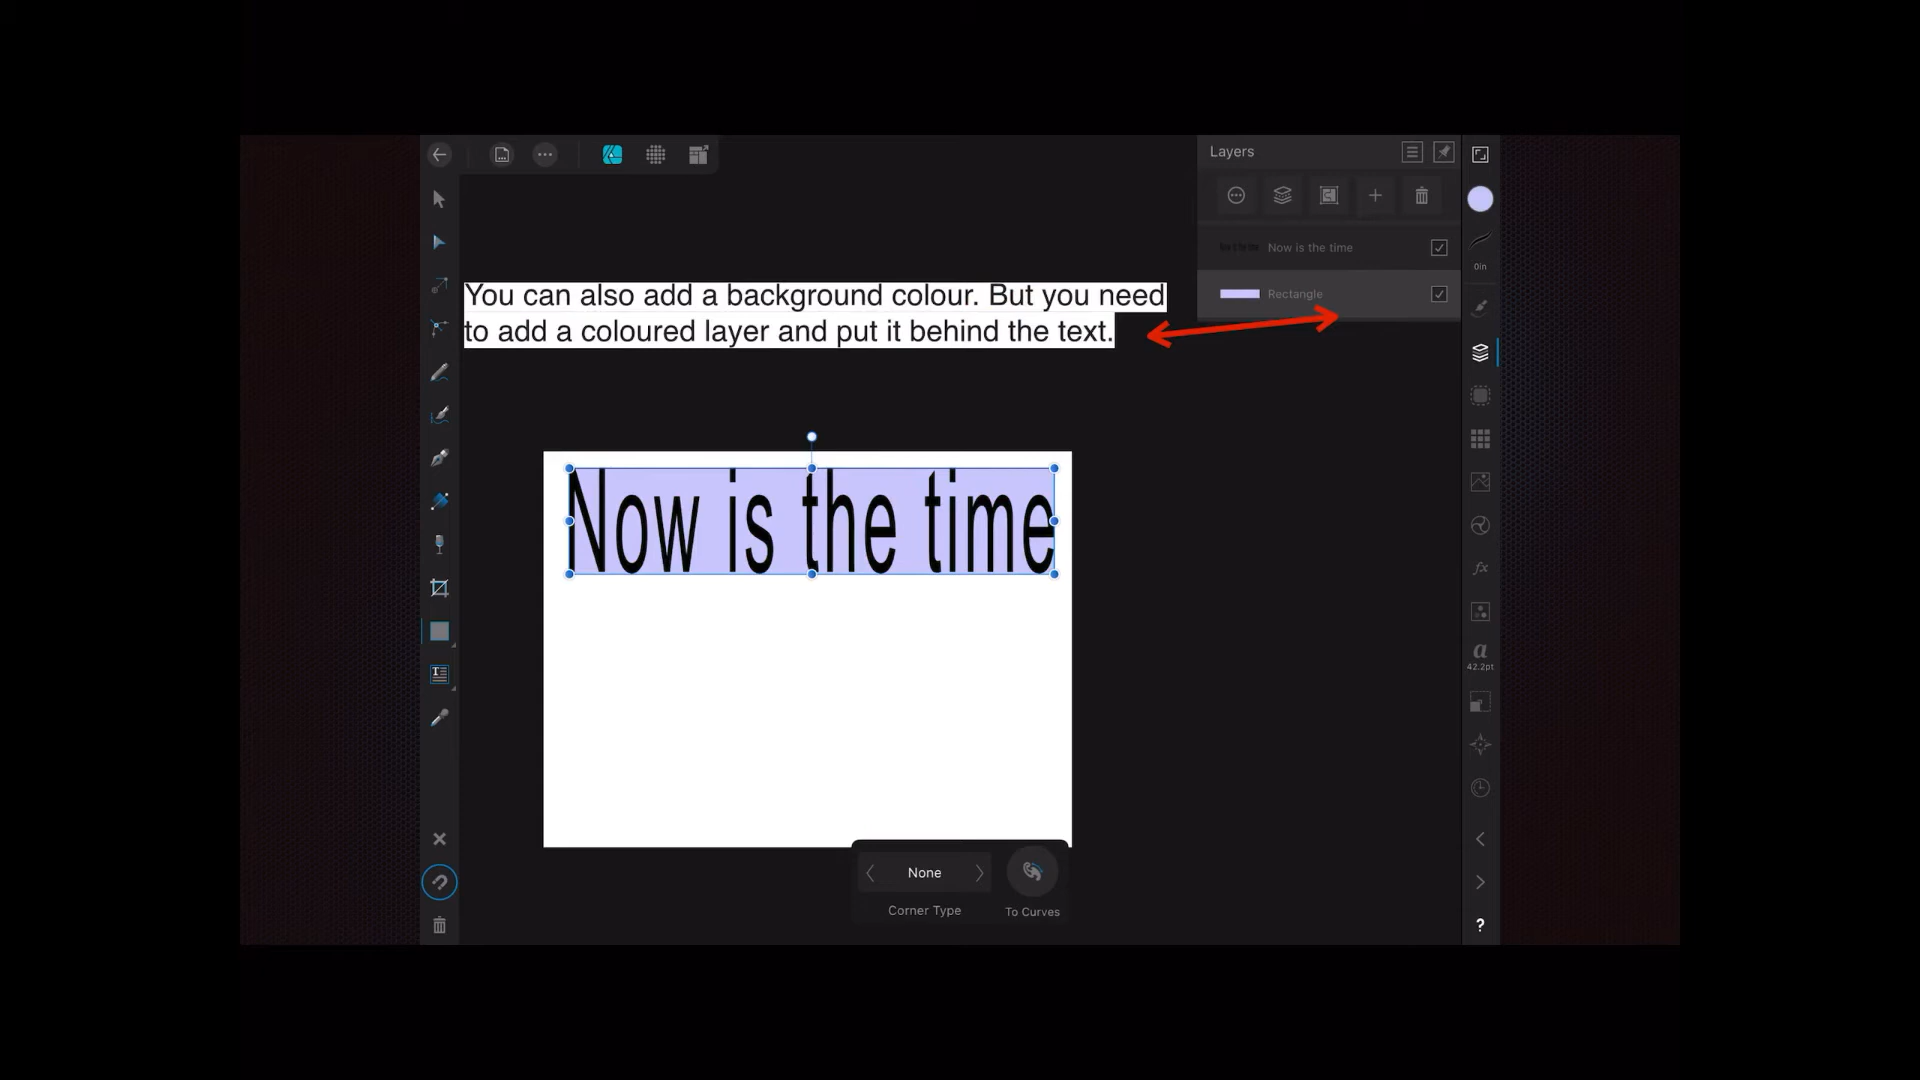 Layers
Now is the time
Rectangle
0in
You can also add a background colour. But you need
to add a coloured layer and put it behind the text.
Now is the time
a
42.2pt
fx
None
Corner Type
To Curves
?